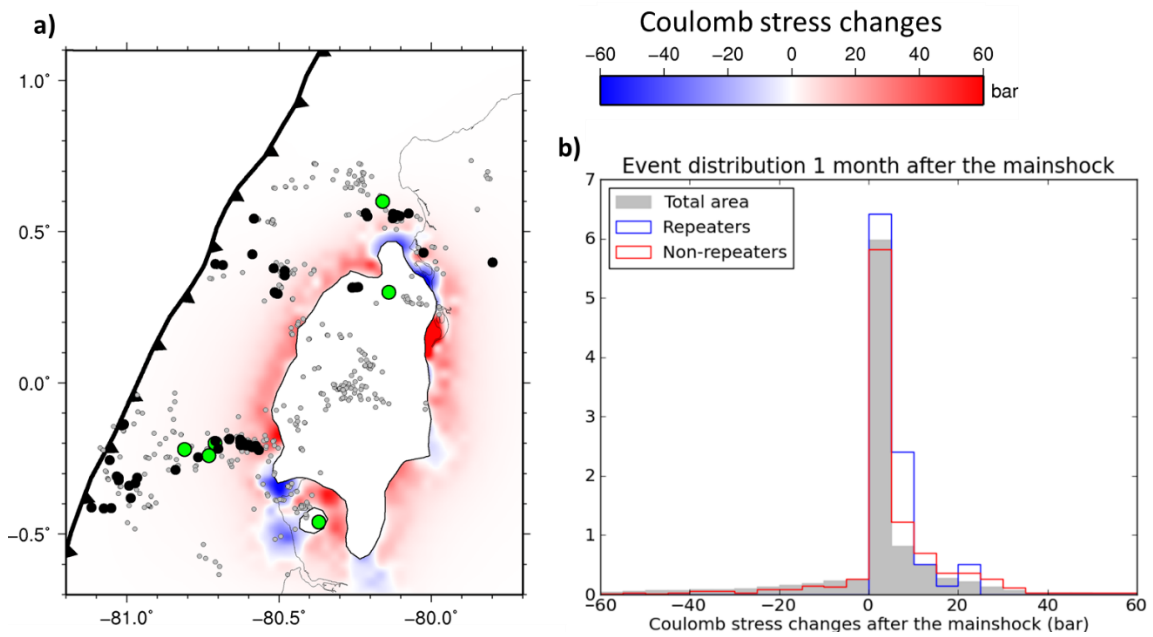 a)
1.0˚
0.5˚
0.0˚
−0.5˚
−81.0˚ −80.5˚ −80.0˚
Coulomb stress changes
−60 −40 −20 0 20 40 60
−60 0 60
bar
b)
Event distribution 1 month after the mainshock
Total area
Repeaters
Non-repeaters
7
6
5
4
3
2
1
0
−60 −40 −20 0 20 40 60
Coulomb stress changes after the mainshock (bar)